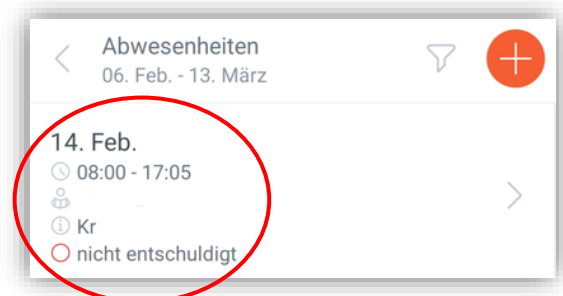 Abwesenheiten
06. Feb. - 13. März
14. Feb.
08:00 - 17:05
Kr
nicht entschuldigt